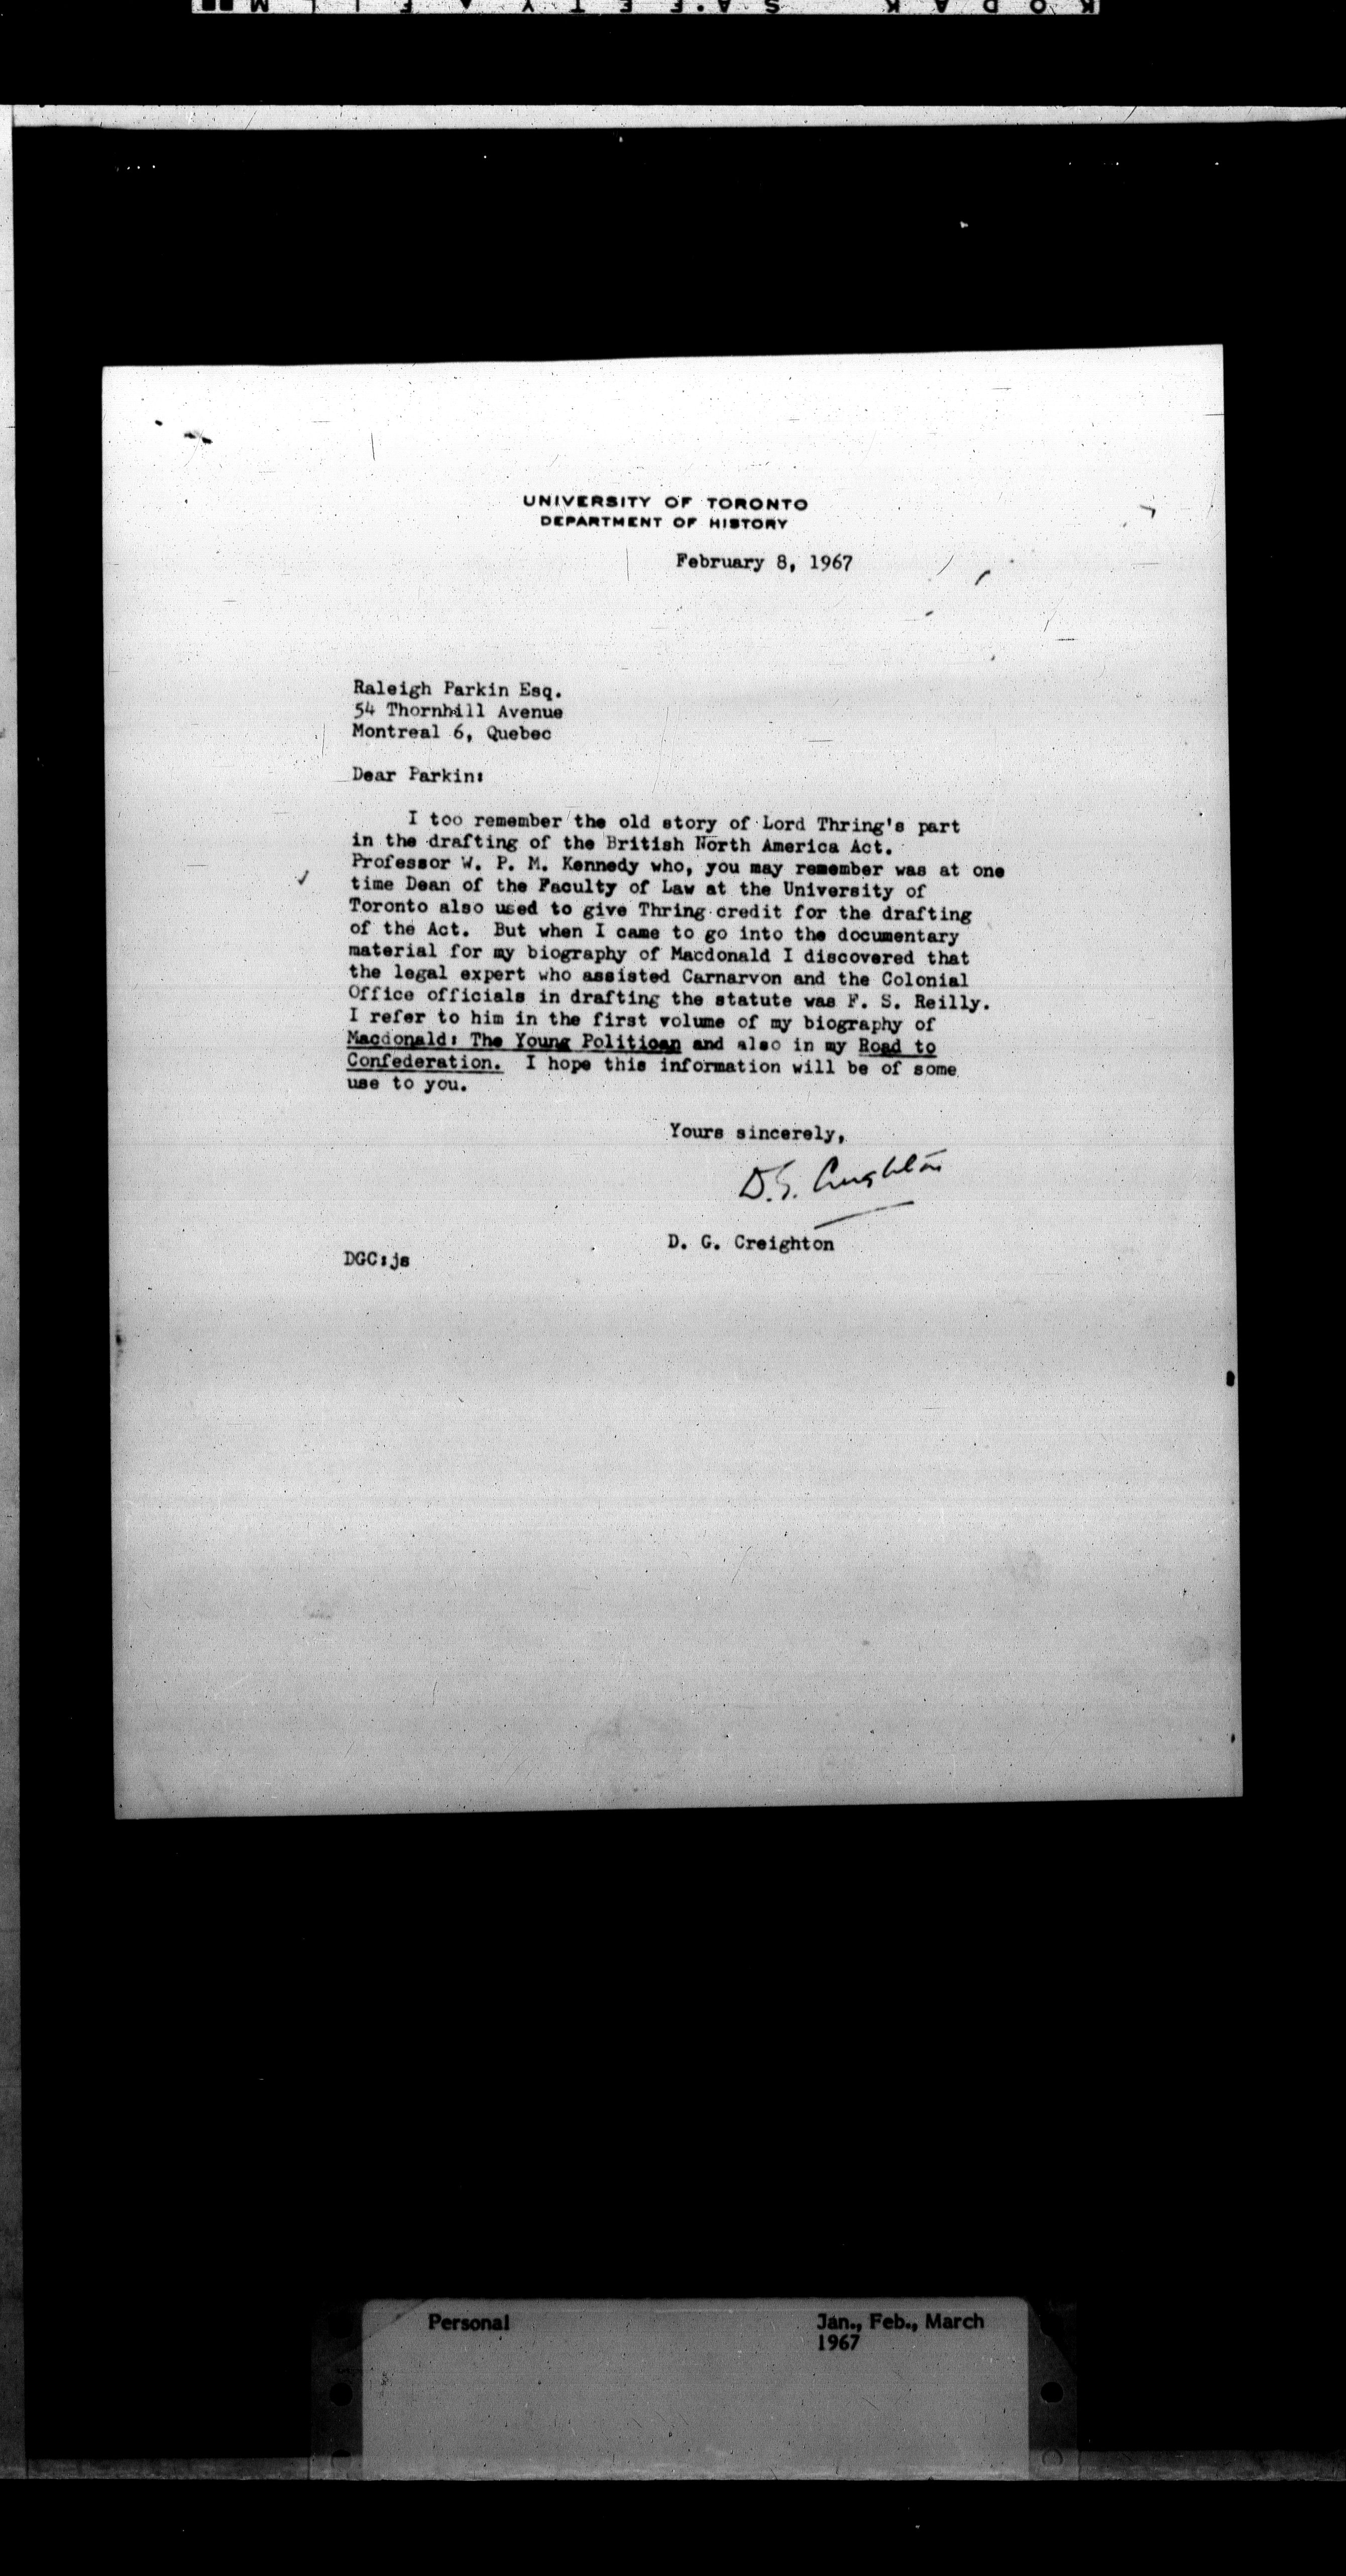 KODAK SAFETY FILM
UNIVERSITY OF TORONTO
DEPARTMENT OF HISTORY
February 8, 1967
Raleigh Parkin Esq.
54 Thornhill Avenue
Montreal 6, Quebec
Dear Parkin:
I too remember the old story of Lord Thring's part
in the drafting of the British North America Act.
Professor W. P. M. Kennedy who, you may remember was at one
time Dean of the Faculty of Law at the University of
Toronto also used to give Thring credit for the drafting
of the Act. But when I came to go into the documentary
material for my biography of Macdonald I discovered that
the legal expert who assisted Carnarvon and the Colonial
Office officials in drafting the statute was F. S. Reilly.
I refer to him in the first volume of my biography of
Macdonald: The Young Politican and also in my Road to
Confederation. I hope this information will be of some
use to you.
Yours sincerely,
D.G. Creighton
D. G. Creighton
DGC:js
Personal
Jan., Feb., March
1967